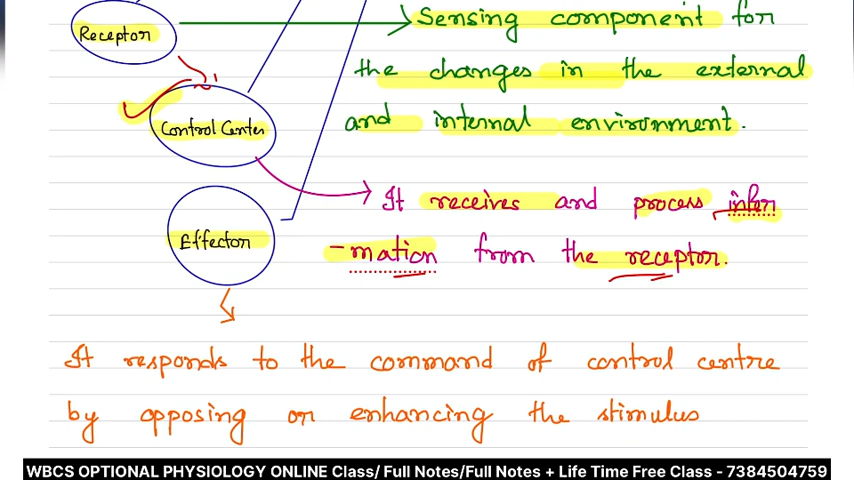 Receptor
Sensing component for
the changes in the external
and internal environment.
Control Center
It receives and process infor
-mation from the receptor.
Effector
It responds to the command of control centre
by opposing or enhancing the stimulus
WBCS OPTIONAL PHYSIOLOGY ONLINE Class/ Full Notes/Full Notes + Life Time Free Class - 7384504759